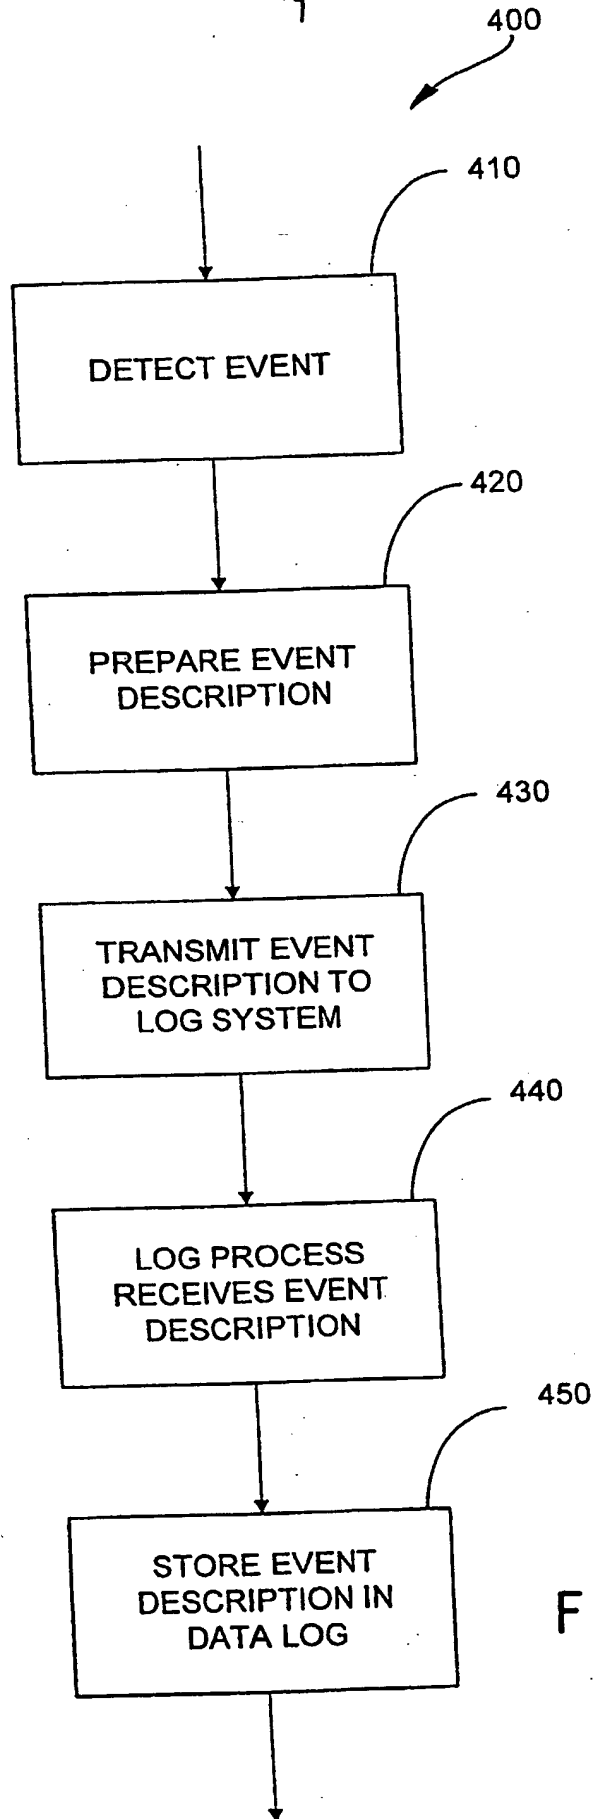 400
410
DETECT EVENT
420
PREPARE EVENT
DESCRIPTION
430
TRANSMIT EVENT
DESCRIPTION TO
LOG SYSTEM
440
LOG PROCESS
RECEIVES EVENT
DESCRIPTION
450
STORE EVENT
DESCRIPTION IN
DATA LOG
F